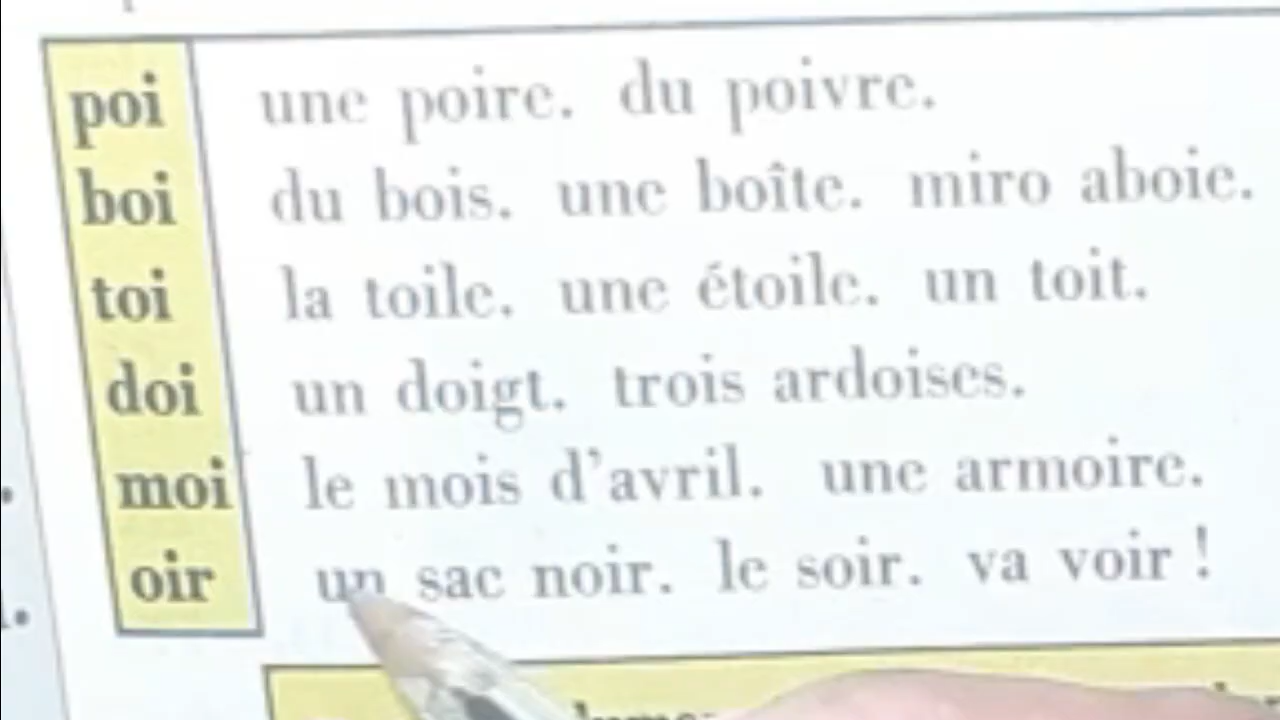 poi une poire. du poivre.
boi du bois. une boîte. miro aboie.
toi la toile. une étoile. un toit.
doi un doigt. trois ardoises.
moi le mois d'avril. une armoire.
oir un sac noir. le soir. va voir !